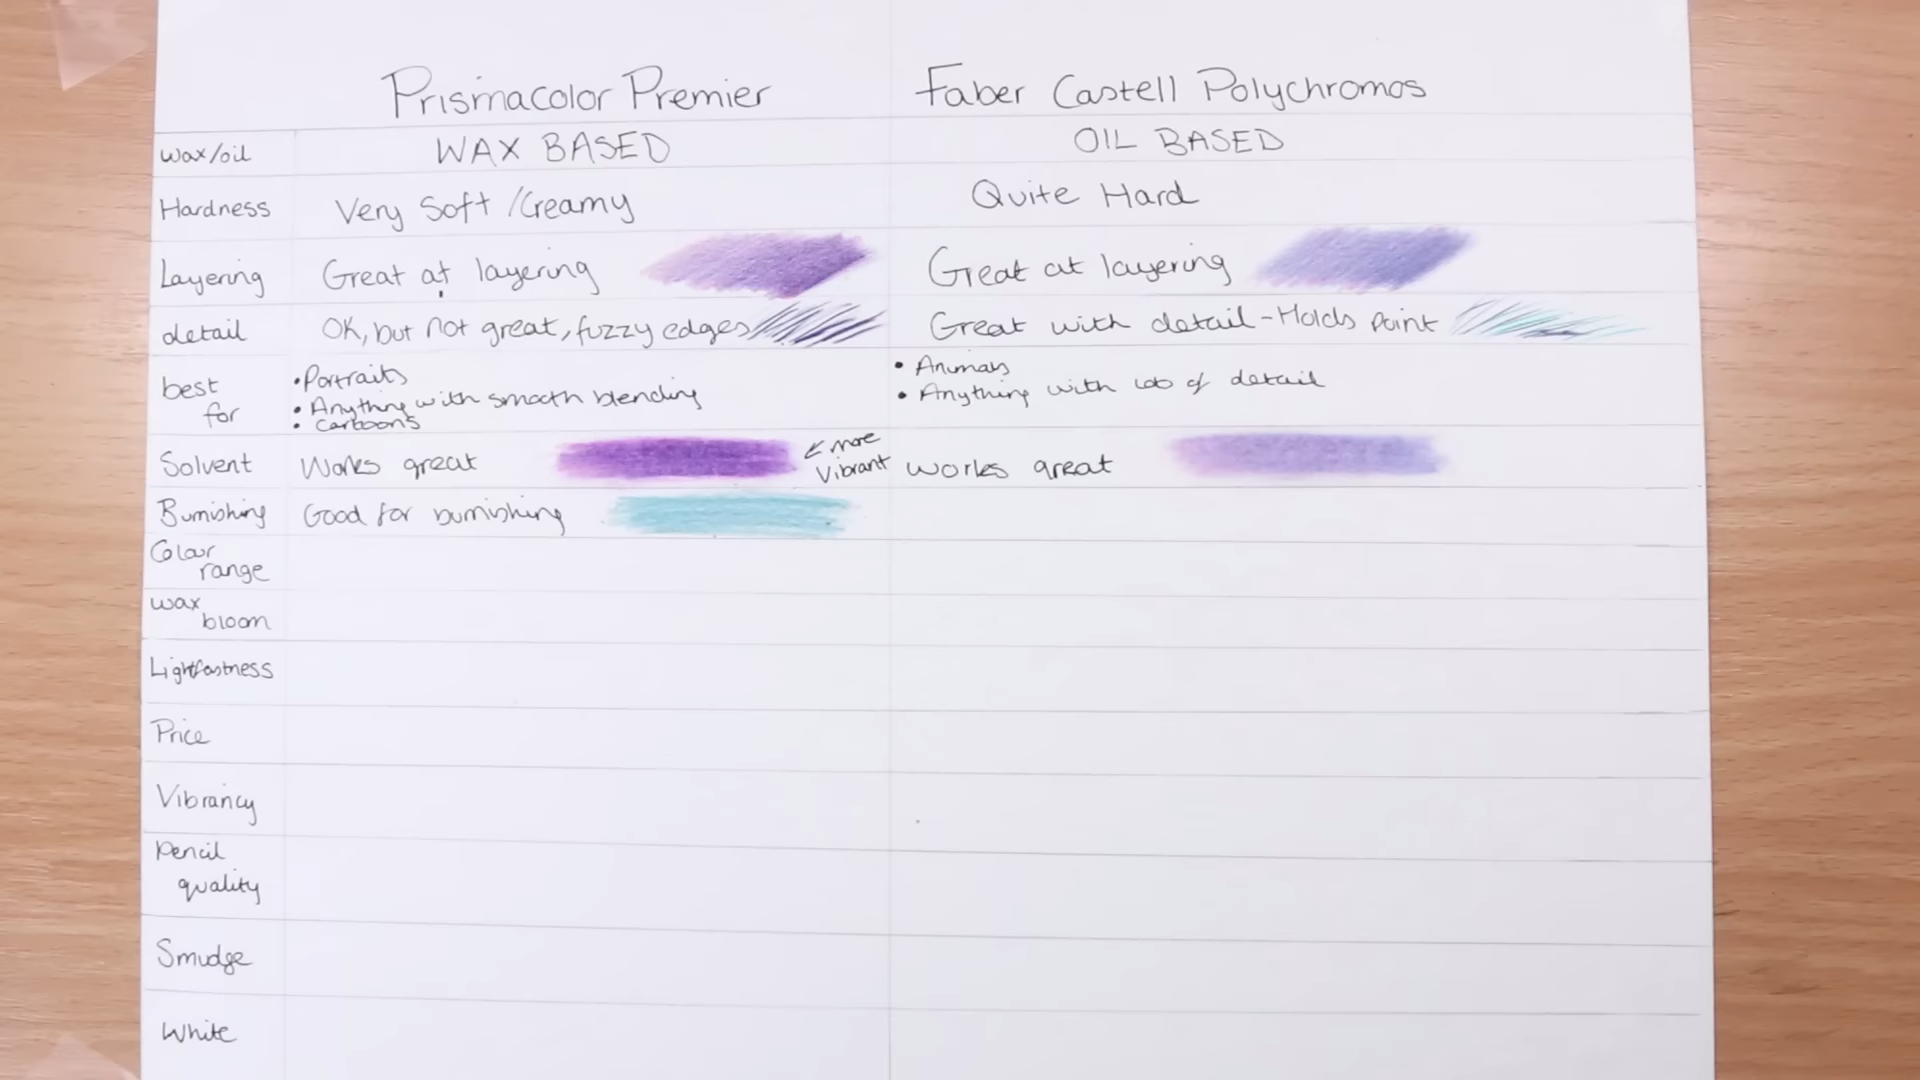 Prismacolor Premier Faber Castell Polychromos
wax/oil WAX BASED OIL BASED
Hardness Very Soft /Creamy Quite Hard
Layering Great at layering Great at layering
detail OK, but not great, fuzzy edges Great with detail - Holds point
best for
• Portraits
• Anything with smooth blending
• Cartoons
• Animals
• Anything with lots of detail
Solvent Works great ← more vibrant works great
Burnishing Good for burnishing
Colour range
wax bloom
Lightfastness
Price
Vibrancy
Pencil quality
Smudge
White